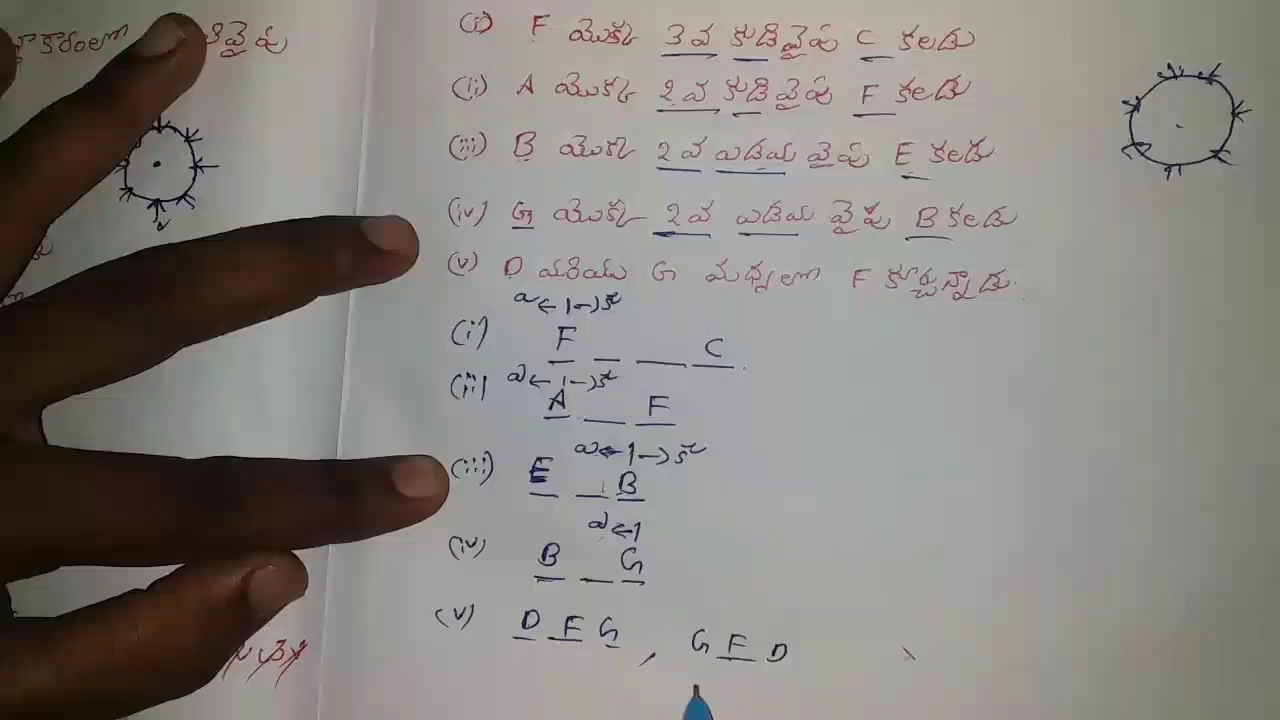 (i) F యొక్క 3వ కుడివైపు C కలదు
(ii) A యొక్క 2వ కుడివైపు F కలదు
(iii) B యొక్క 2వ ఎడమ వైపు E కలదు
(iv) G యొక్క 2వ ఎడమ వైపు B కలదు
(v) D మరియు G మధ్యలో F కూర్చున్నాడు.
(i) F _ _ C
(ii) A _ F
(iii) E _ B
(iv) B _ G
(v) D F G , G F D